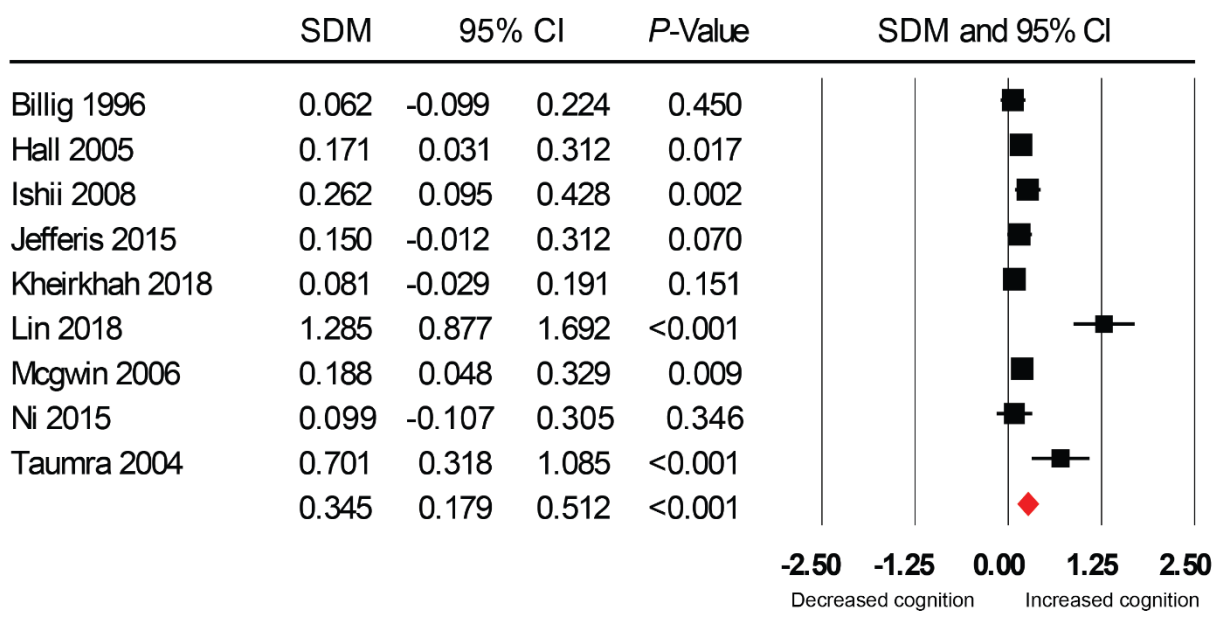 SDM 95% CI P-Value SDM and 95% CI
Billig 1996 0.062 -0.099 0.224 0.450
Hall 2005 0.171 0.031 0.312 0.017
Ishii 2008 0.262 0.095 0.428 0.002
Jefferis 2015 0.150 -0.012 0.312 0.070
Kheirkhah 2018 0.081 -0.029 0.191 0.151
Lin 2018 1.285 0.877 1.692 <0.001
Mcgwin 2006 0.188 0.048 0.329 0.009
Ni 2015 0.099 -0.107 0.305 0.346
Taumra 2004 0.701 0.318 1.085 <0.001
0.345 0.179 0.512 <0.001
-2.50 -1.25 0.00 1.25 2.50
Decreased cognition Increased cognition